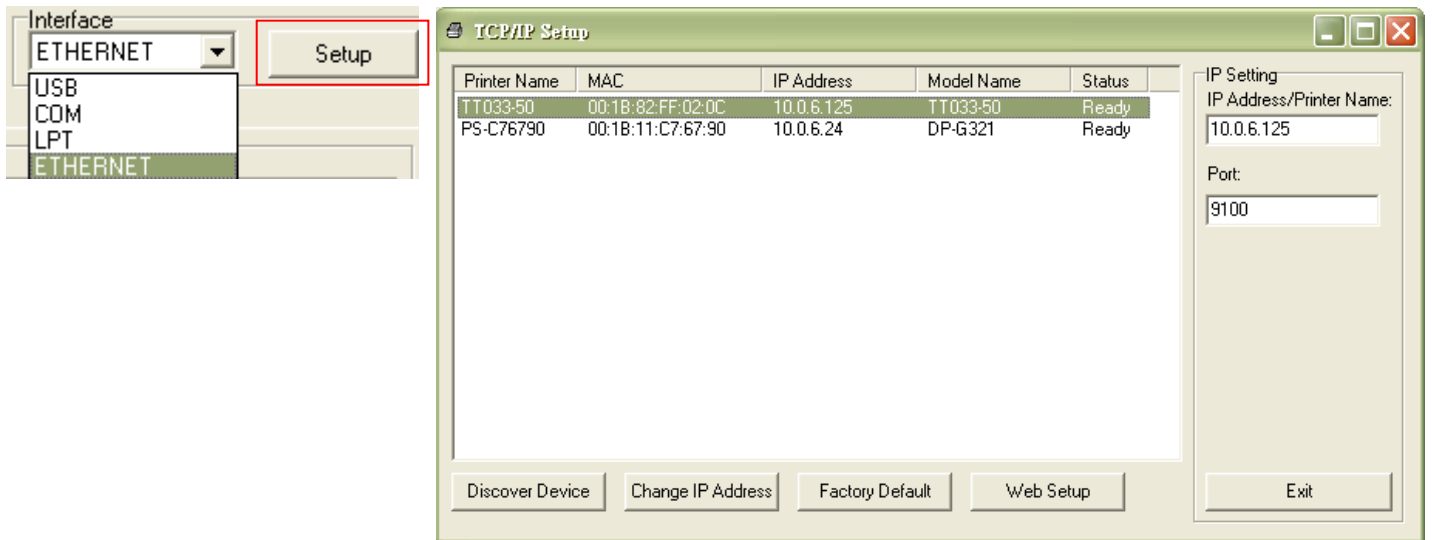 Interface
ETHERNET
Setup
USB
COM
LPT
ETHERNET
TCP/IP Setup
Printer Name MAC IP Address Model Name Status
TT033-50 00:1B:82:FF:02:0C 10.0.6.125 TT033-50 Ready
PS-C76790 00:1B:11:C7:67:90 10.0.6.24 DP-G321 Ready
IP Setting
IP Address/Printer Name:
10.0.6.125
Port:
9100
Discover Device Change IP Address Factory Default Web Setup Exit